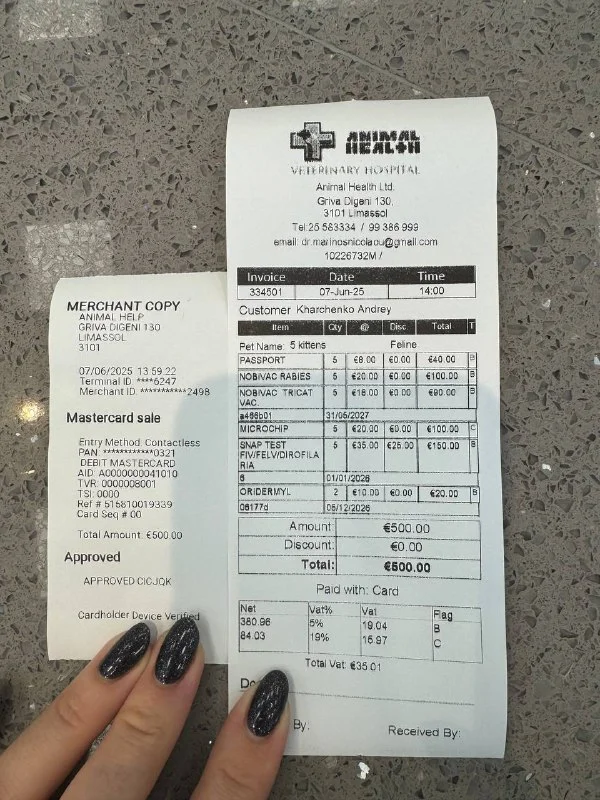 MERCHANT COPY
ANIMAL HELP
GRIVA DIGENI 130
LIMASSOL
3101
07/06/2025 13:59:22
Terminal ID: ****6247
Merchant ID: ***********2498
Mastercard sale
Entry Method: Contactless
PAN: ************0321
DEBIT MASTERCARD
AID: A0000000041010
TVR: 0000008001
TSI: 0000
Ref # 515810019339
Card Seq # 00
Total Amount: €500.00
Approved
APPROVED CICJQK
Cardholder Device Verified
ANIMAL
HEALTH
VETERINARY HOSPITAL
Animal Health Ltd.
Griva Digeni 130,
3101 Limassol
Tel:25 583334 / 99 386 999
email: dr.marinosnicolaou@gmail.com
10226732M /
Invoice Date Time
334501 07-Jun-25 14:00
Customer Kharchenko Andrey
Item Qty @ Disc Total T
Pet Name: 5 kittens Feline
PASSPORT 5 €8.00 €0.00 €40.00 B
NOBIVAC RABIES 5 €20.00 €0.00 €100.00 B
NOBIVAC TRICAT 5 €18.00 €0.00 €90.00 B
VAC.
a466b01 31/05/2027
MICROCHIP 5 €20.00 €0.00 €100.00 C
SNAP TEST 5 €35.00 €25.00 €150.00 B
FIV/FELV/DIROFILA
RIA
6 01/01/2026
ORIDERMYL 2 €10.00 €0.00 €20.00 B
06177d 05/12/2026
Amount: €500.00
Discount: €0.00
Total: €500.00
Paid with: Card
Net Vat% Vat Flag
380.96 5% 19.04 B
84.03 19% 15.97 C
Total Vat: €35.01
By: Received By: